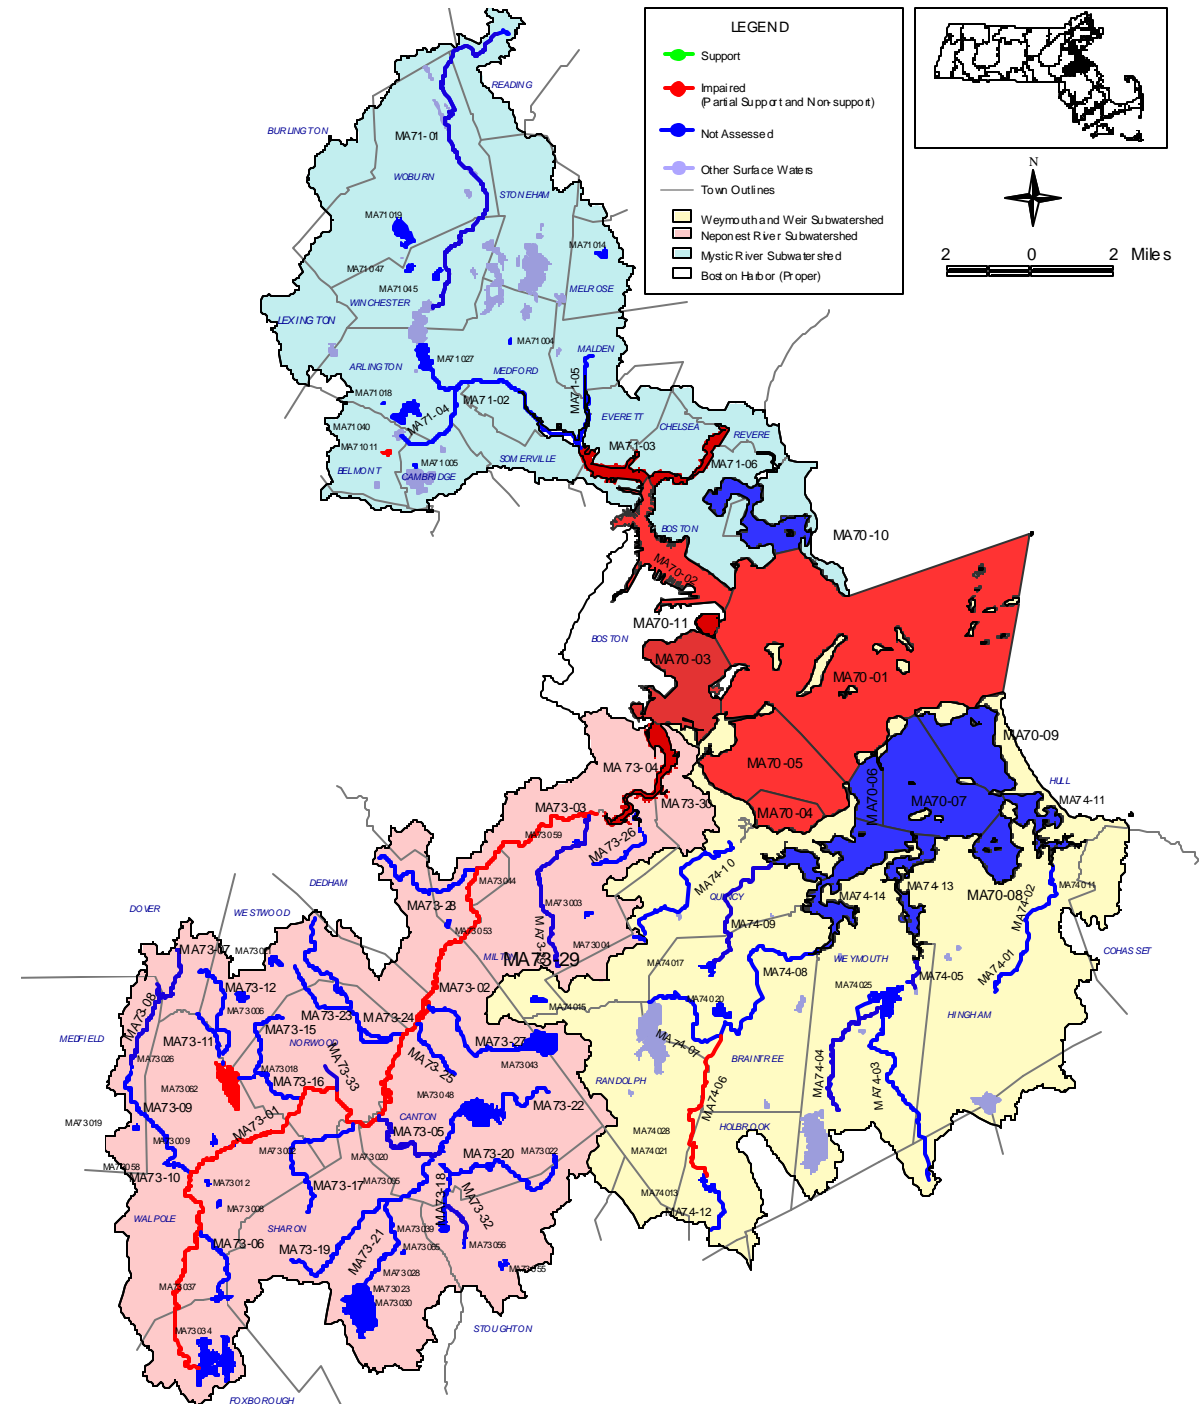 LEGEND
Support
Impaired
(Partial Support and Non-support)
Not Assessed
Other Surface Waters
Town Outlines
Weymouth and Weir Subwatershed
Neponest River Subwatershed
Mystic River Subwatershed
Boston Harbor (Proper)
N
2 0 2 Miles
READING
BURLINGTON
MA71-01
WOBURN
STONEHAM
MA71019
MA71014
MA71047
MA71045
MELROSE
WINCHESTER
LEXINGTON
MA71004
MALDEN
MA71027
ARLINGTON
MEDFORD
MA71-05
MA71018
MA71-02
MA71-04
EVERETT
CHELSEA
REVERE
MA71040
MA71011
MA71-03
SOMERVILLE
MA71005
MA71-06
BELMONT
CAMBRIDGE
BOSTON
MA70-10
MA70-02
MA70-11
BOSTON
MA70-03
MA70-01
MA70-09
MA73-04
MA70-05
MA70-06
HULL
MA73-30
MA70-04
MA70-07
MA74-11
MA73-03
MA73059
MA73-26
MA73044
MA74-10
DEDHAM
MA73-28
MA73003
QUINCY
MA74-14
MA74-13
MA70-08
MA74011
MA74-02
DOVER
WESTWOOD
MA73053
MA74-09
MA73004
MILTON
MA73-29
COHASSET
MA73-07
WEYMOUTH
MA74017
MA74-08
MA74-01
MA74-05
MA73-02
MA73-12
MA74025
MA73-08
MA73006
MA74015
MA74020
MA73-15
MA73-23
MA73-24
HINGHAM
MEDFIELD
MA73-11
NORWOOD
MA73-27
MA74-07
MA73026
MA73-33
MA73-25
MA73043
BRAINTREE
MA74-04
MA74-03
MA73018
MA73-16
RANDOLPH
MA73062
MA73048
MA74-06
MA73-09
MA73-01
CANTON
MA73-22
MA73019
MA73-05
HOLBROOK
MA73009
MA74028
MA73020
MA73-20
MA73022
MA74021
MA73-10
MA73012
MA73-17
MA73-18
MA74013
MA73-32
MA74-12
WALPOLE
SHARON
MA73039
MA73-06
MA73-19
MA73-21
MA73056
MA73028
MA73037
MA73023
MA73030
MA73034
STOUGHTON
FOXBOROUGH